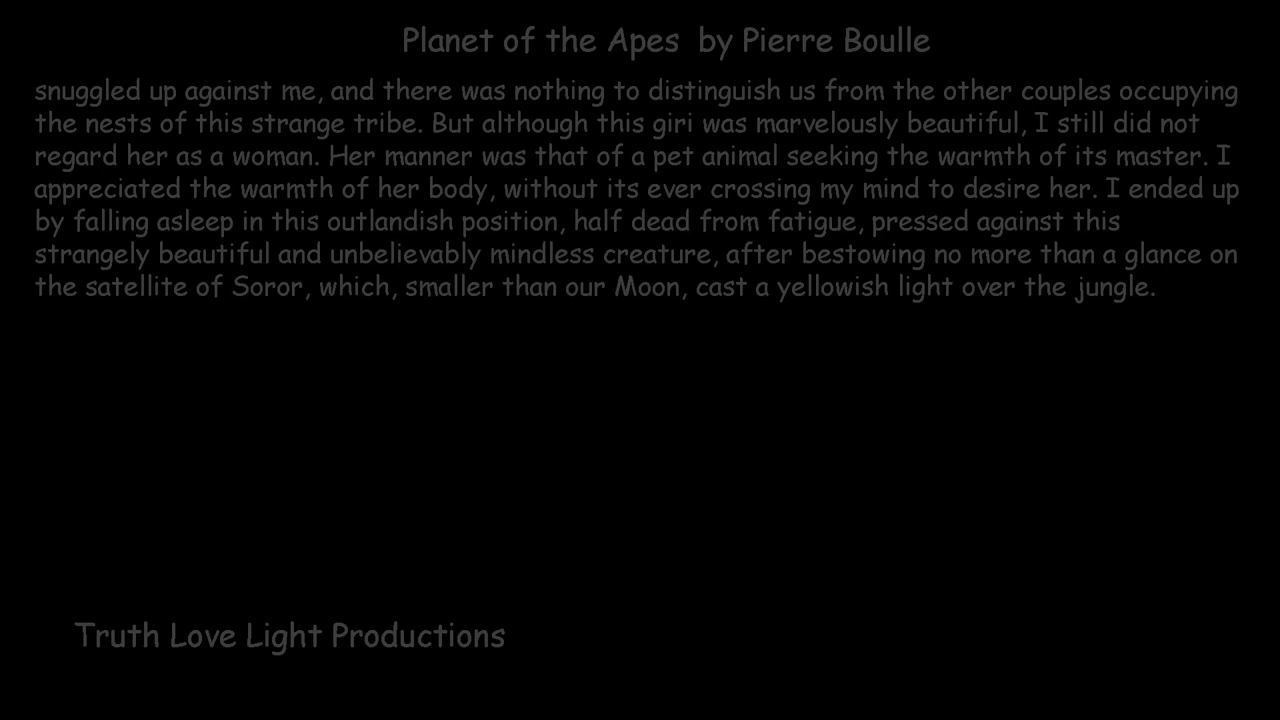 Planet of the Apes  by Pierre Boulle
snuggled up against me, and there was nothing to distinguish us from the other couples occupying
the nests of this strange tribe. But although this giri was marvelously beautiful, I still did not
regard her as a woman. Her manner was that of a pet animal seeking the warmth of its master. I
appreciated the warmth of her body, without its ever crossing my mind to desire her. I ended up
by falling asleep in this outlandish position, half dead from fatigue, pressed against this
strangely beautiful and unbelievably mindless creature, after bestowing no more than a glance on
the satellite of Soror, which, smaller than our Moon, cast a yellowish light over the jungle.
Truth Love Light Productions